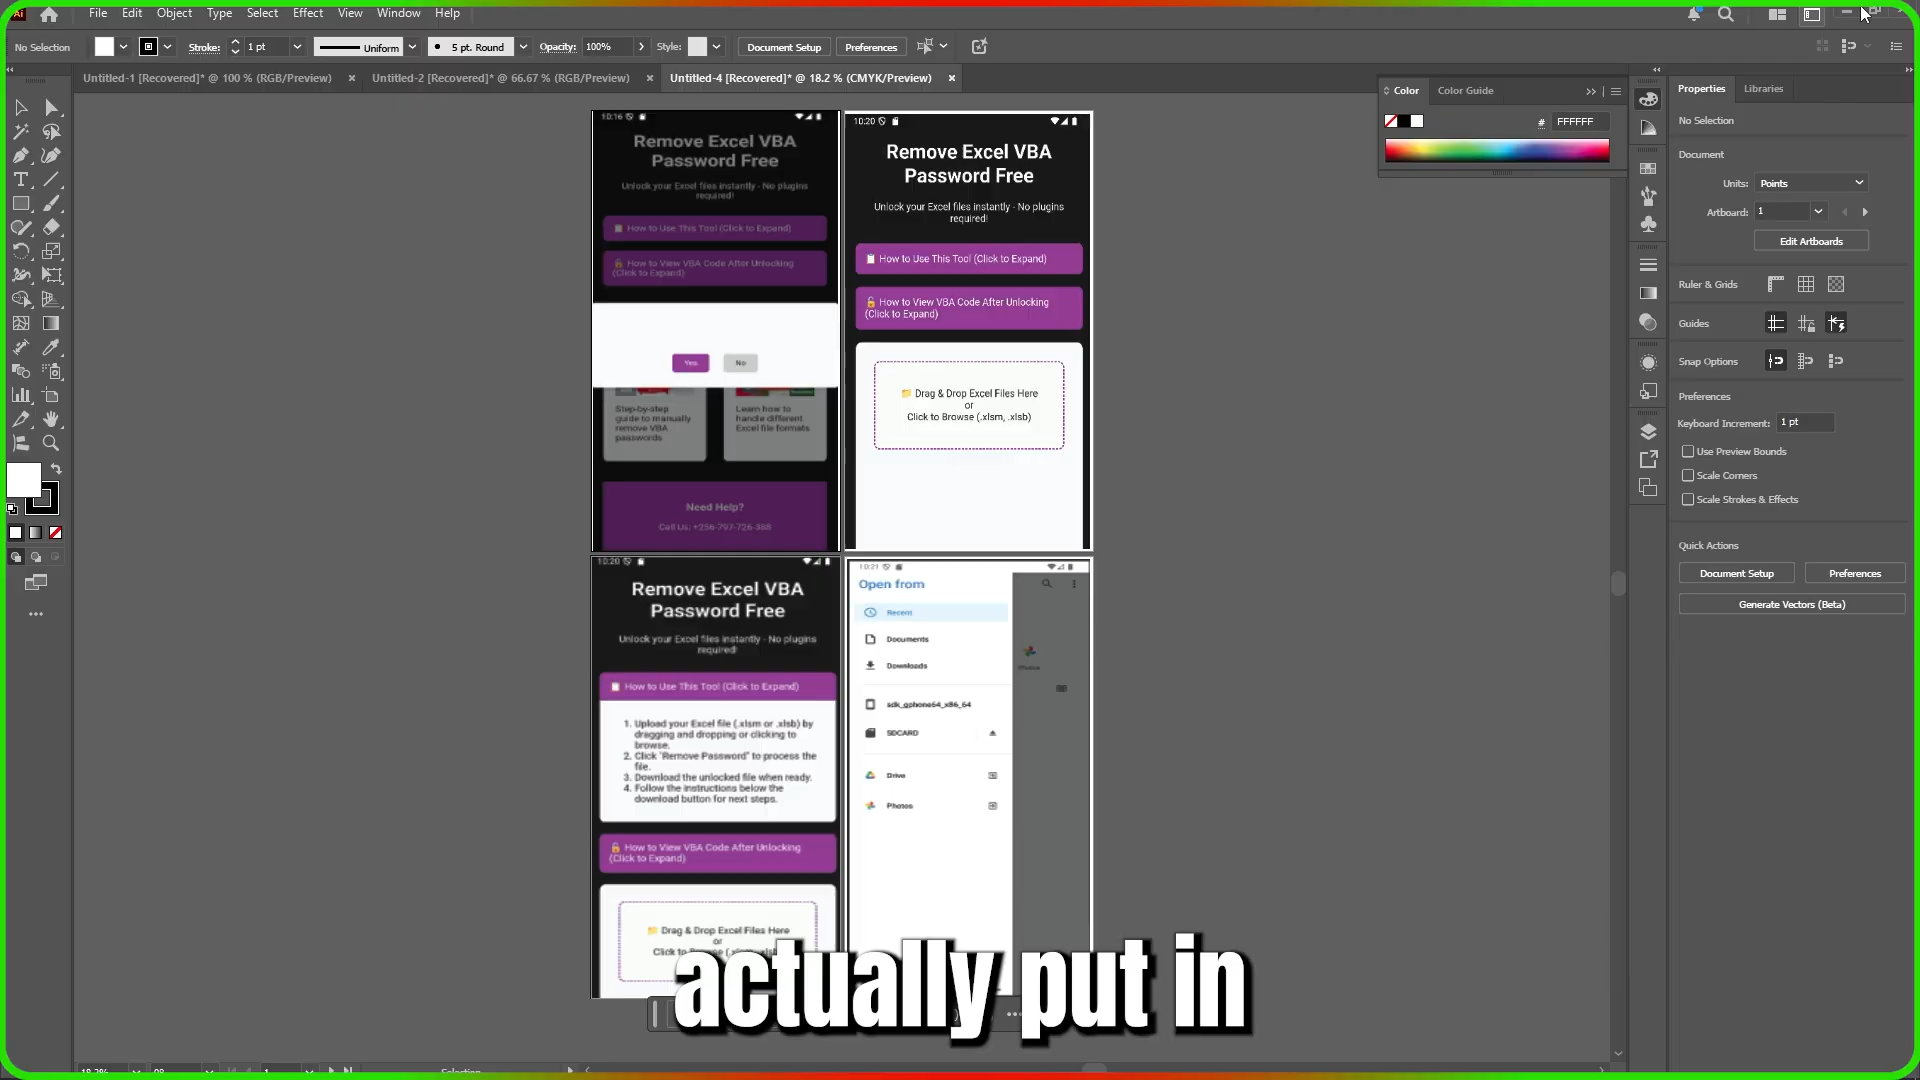 File Edit Object Type Select Effect View Window Help
No Selection Stroke: 1 pt Uniform 5 pt. Round Opacity: 100% Style: Document Setup Preferences
Untitled-1 [Recovered]* @ 100 % (RGB/Preview) × Untitled-2 [Recovered]* @ 66.67 % (RGB/Preview) × Untitled-4 [Recovered]* @ 18.2 % (CMYK/Preview) ×
10:16
Remove Excel VBA
Password Free
Unlock your Excel files instantly - No plugins
required!
How to Use This Tool (Click to Expand)
How to View VBA Code After Unlocking
(Click to Expand)
Yes No
Step-by-step
guide to manually
remove VBA
passwords
Learn how to
handle different
Excel file formats
Need Help?
Call Us: +256-797-726-388
10:20
Remove Excel VBA
Password Free
Unlock your Excel files instantly - No plugins
required!
How to Use This Tool (Click to Expand)
How to View VBA Code After Unlocking
(Click to Expand)
Drag & Drop Excel Files Here
or
Click to Browse (.xlsm, .xlsb)
10:20
Remove Excel VBA
Password Free
Unlock your Excel files instantly - No plugins
required!
How to Use This Tool (Click to Expand)
1. Upload your Excel file (.xlsm or .xlsb) by
dragging and dropping or clicking to
browse.
2. Click "Remove Password" to process the
file.
3. Download the unlocked file when ready.
4. Follow the instructions below the
download button for next steps.
How to View VBA Code After Unlocking
(Click to Expand)
Drag & Drop Excel Files Here
or
10:21
Open from
Recent
Documents
Downloads
sdk_gphone64_x86_64
SDCARD
Drive
Photos
Photos
actually put in
Color Color Guide
# FFFFFF
Properties Libraries
No Selection
Document
Units: Points
Artboard: 1
Edit Artboards
Ruler & Grids
Guides
Snap Options
Preferences
Keyboard Increment: 1 pt
Use Preview Bounds
Scale Corners
Scale Strokes & Effects
Quick Actions
Document Setup Preferences
Generate Vectors (Beta)
18.2% 1 Selection